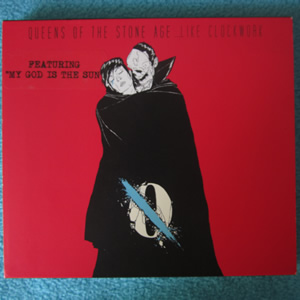 QUEENS OF THE STONE AGE ...LIKE CLOCKWORK
FEATURING
"MY GOD IS THE SUN"